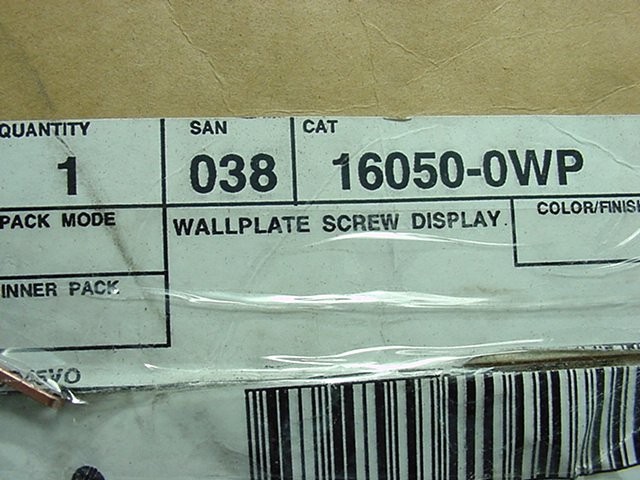 QUANTITY SAN CAT
1 038 16050-0WP
PACK MODE WALLPLATE SCREW DISPLAY COLOR/FINISH
INNER PACK